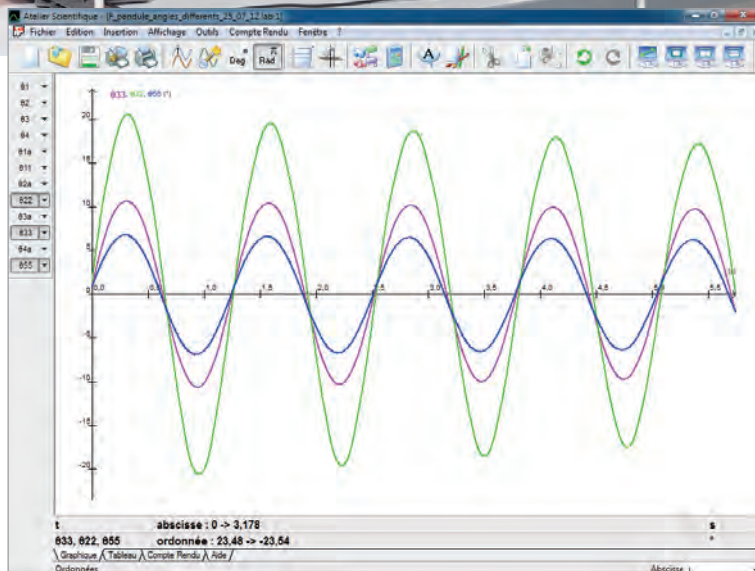 Atelier Scientifique - [F_pendule_angles_differents_25_07_12.lab:1]
Fichier Edition Insertion Affichage Outils Compte Rendu Fenêtre ?
Deg Rad
θ1
θ2
θ3
θ4
θ1a
θ11
θ2a
θ22
θ3a
θ33
θ4a
θ55
θ33, θ22, θ55 (°)
20
15
10
5
0
0.0 0.5 1.0 1.5 2.0 2.5 3.0 3.5 4.0 4.5 5.0 5.5
-5
-10
-15
-20
t abscisse : 0 -> 3,178 s
θ33, θ22, θ55 ordonnée : 23,48 -> -23,54 °
Graphique Tableau Compte Rendu Aide
Ordonnées Abscisse :